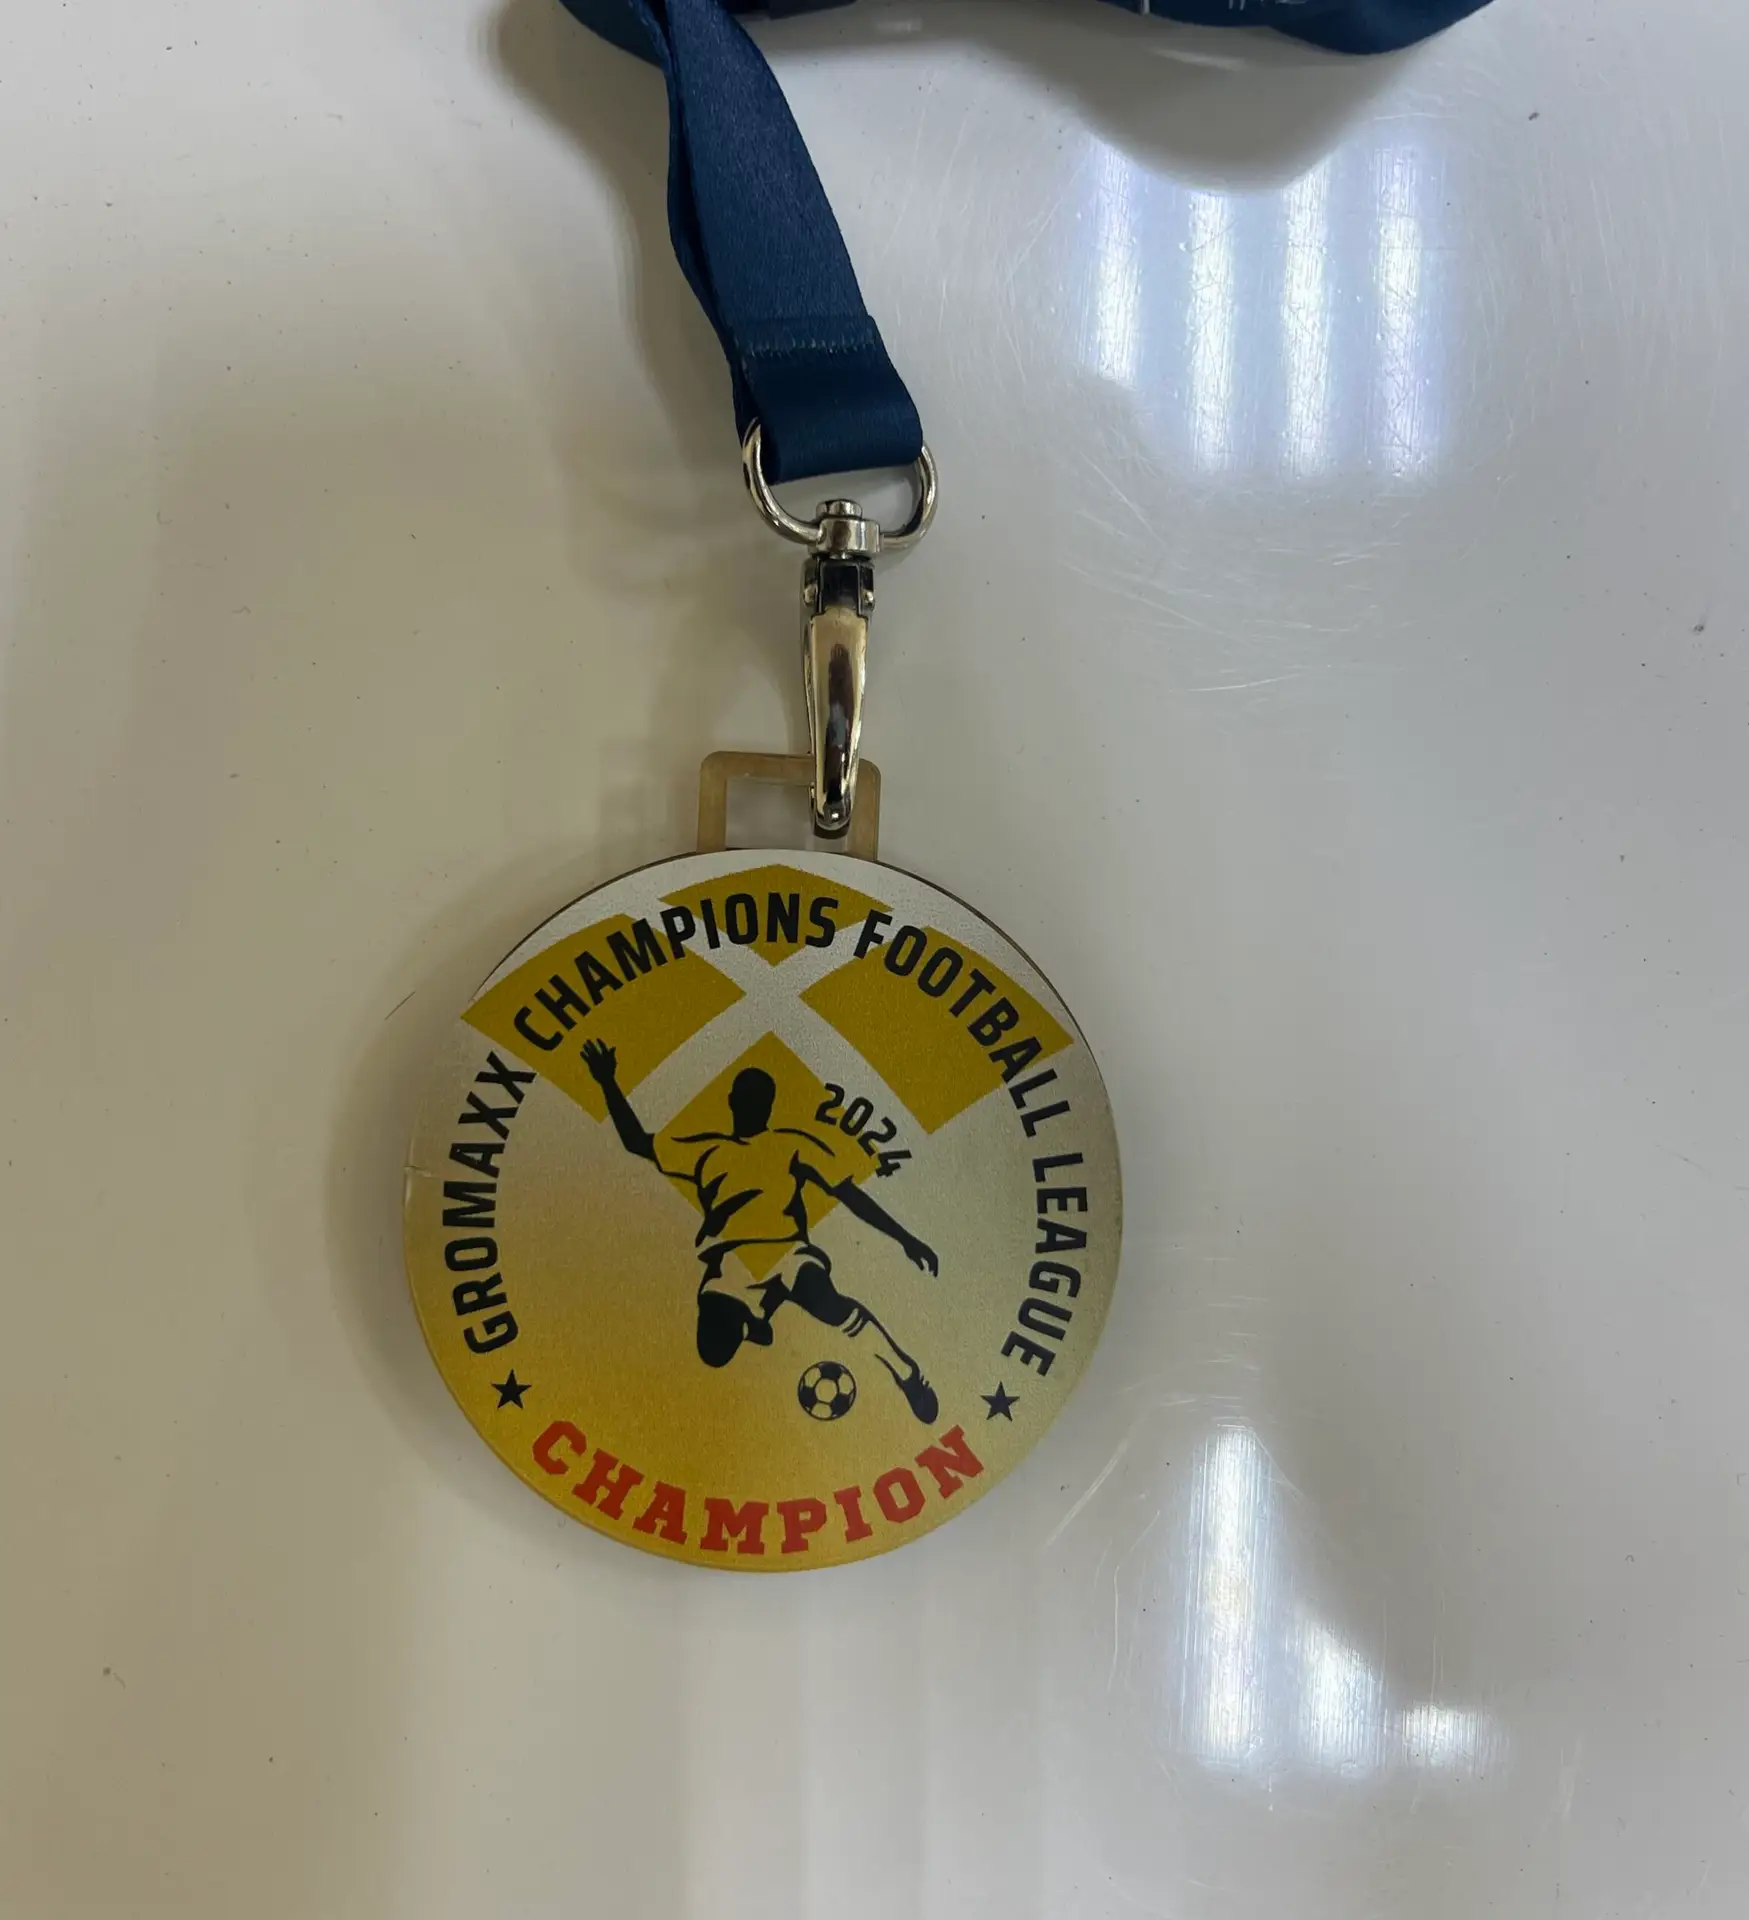 GROMAXX CHAMPIONS FOOTBALL LEAGUE
2024
CHAMPION